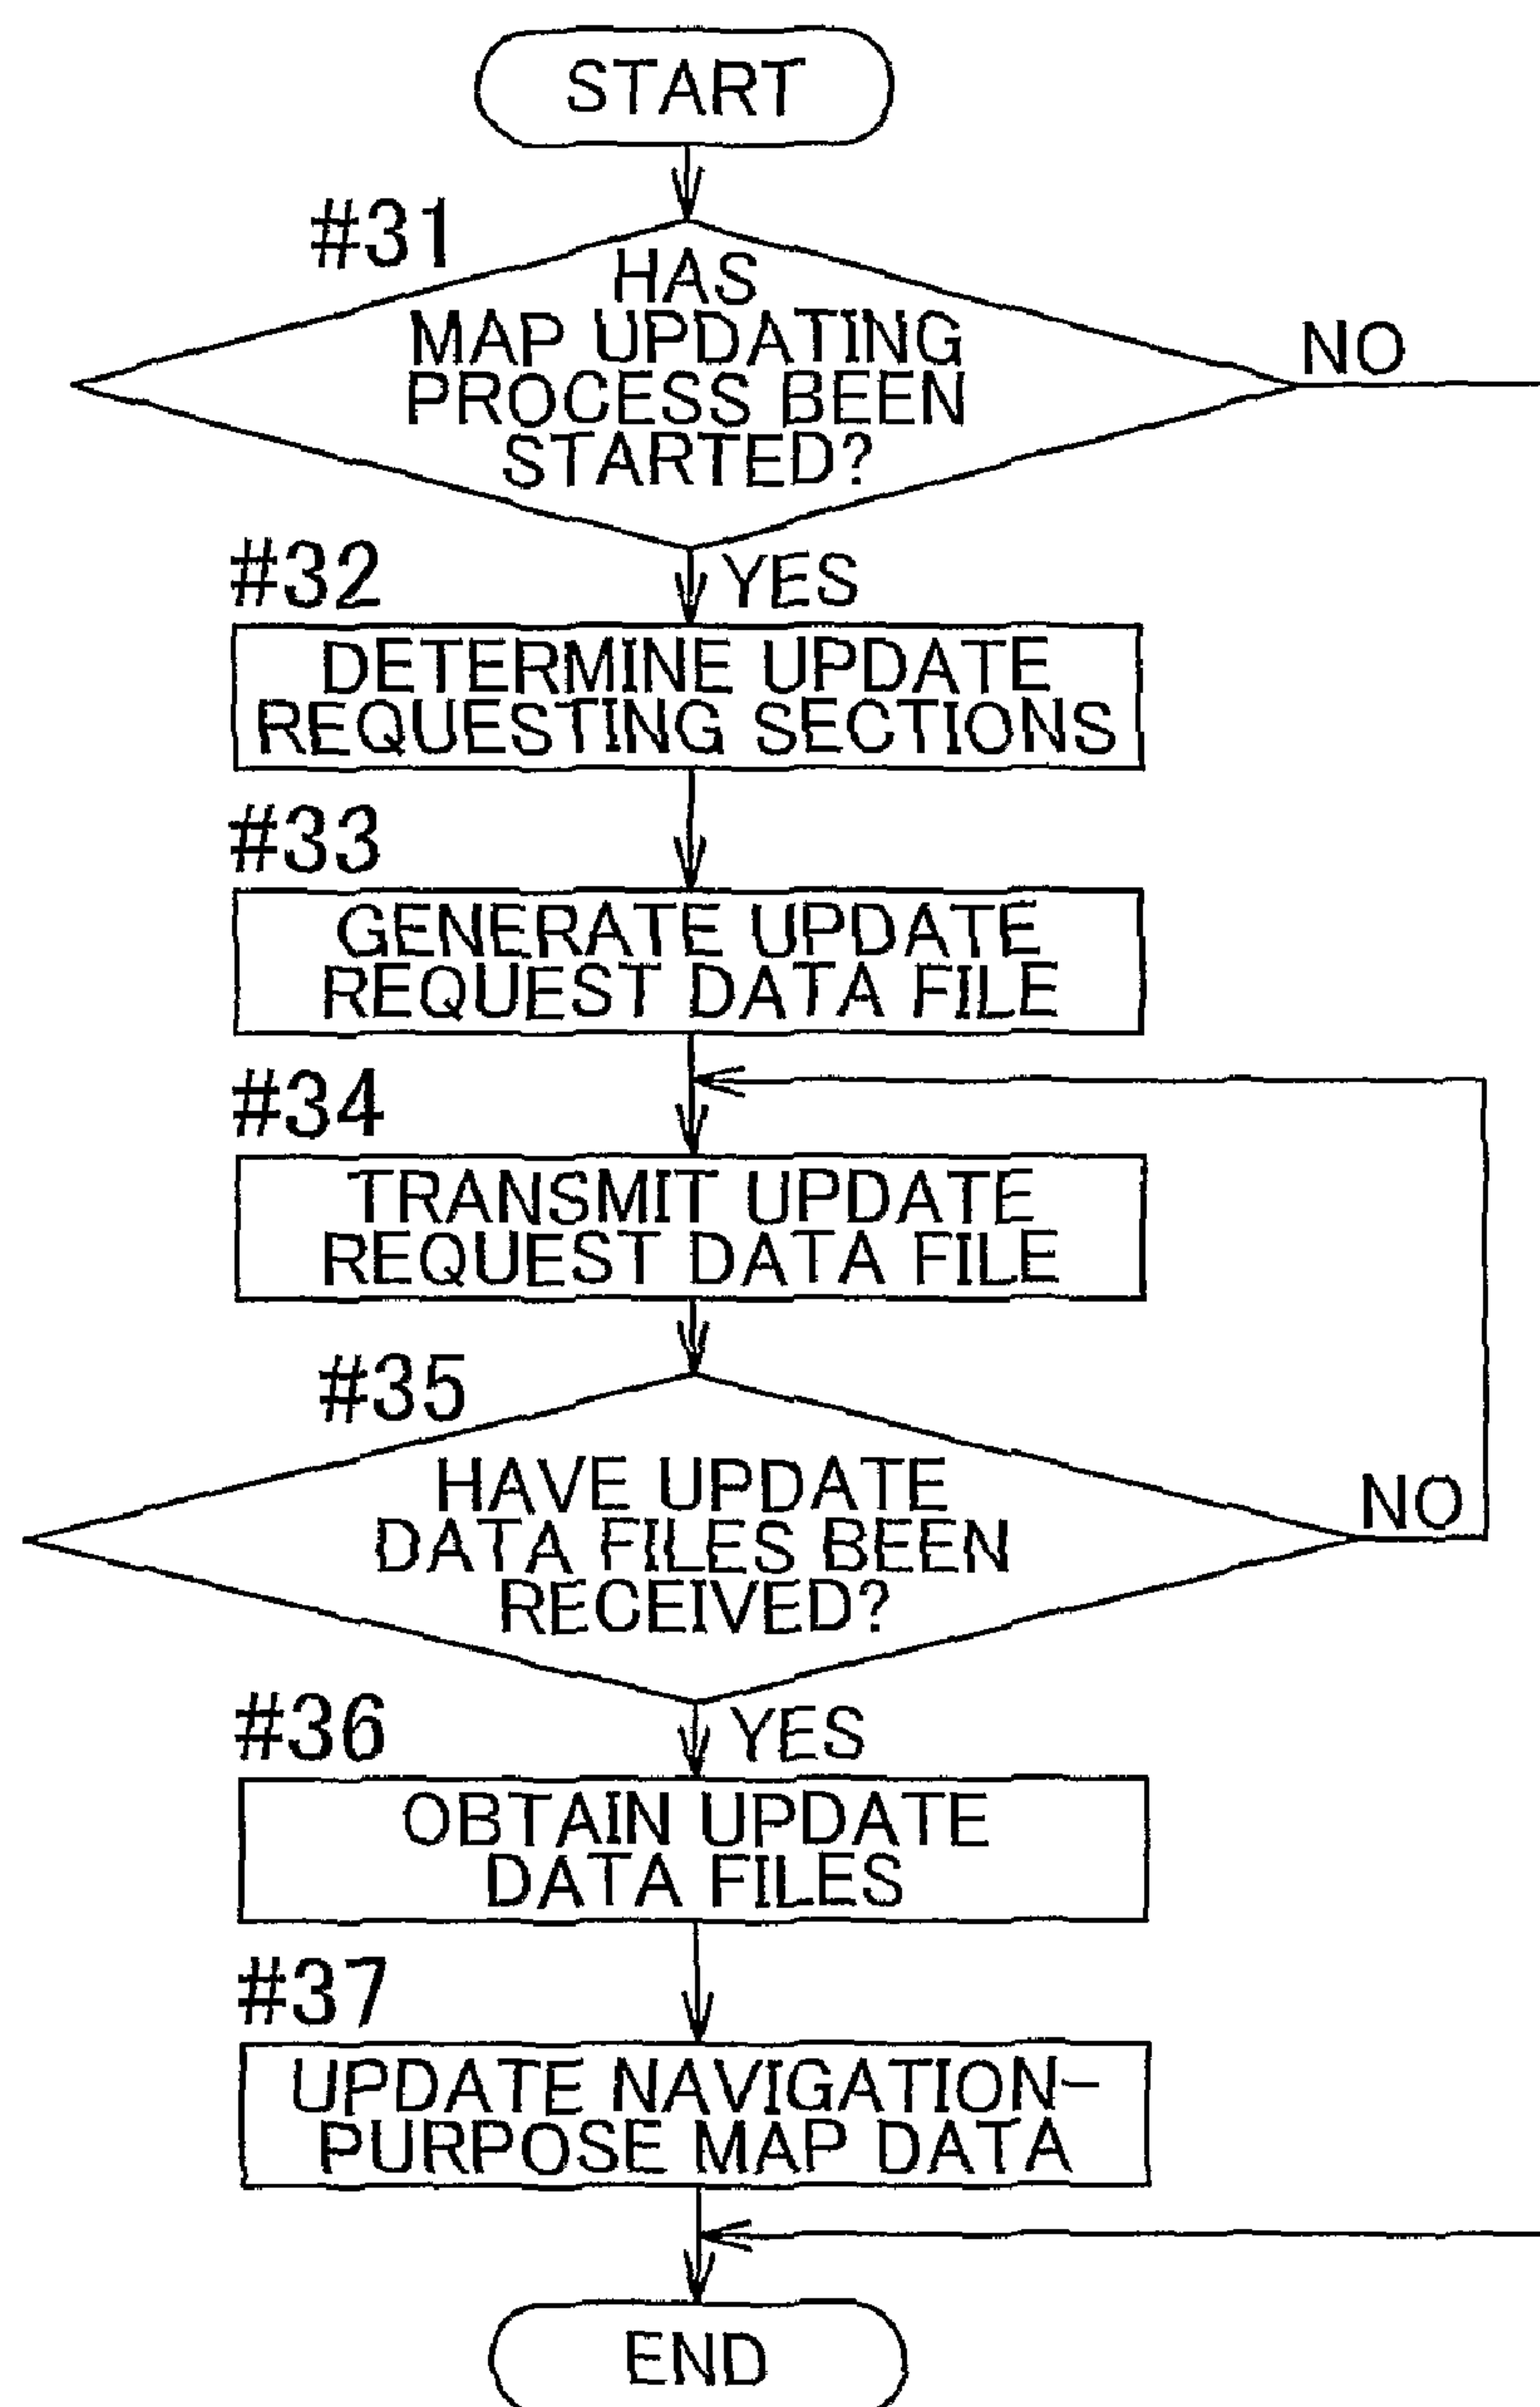 START
#31
HAS
MAP UPDATING
PROCESS BEEN
STARTED?
NO
#32
YES
DETERMINE UPDATE
REQUESTING SECTIONS
#33
GENERATE UPDATE
REQUEST DATA FILE
#34
TRANSMIT UPDATE
REQUEST DATA FILE
#35
HAVE UPDATE
DATA FILES BEEN
RECEIVED?
NO
#36
YES
OBTAIN UPDATE
DATA FILES
#37
UPDATE NAVIGATION-
PURPOSE MAP DATA
END